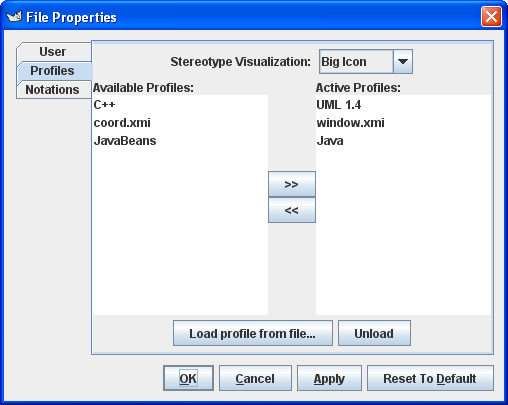 File Properties
User
Profiles
Notations
Stereotype Visualization: Big Icon
Available Profiles:
C++
coord.xmi
JavaBeans
>>
<<
Active Profiles:
UML 1.4
window.xmi
Java
Load profile from file... Unload
OK Cancel Apply Reset To Default